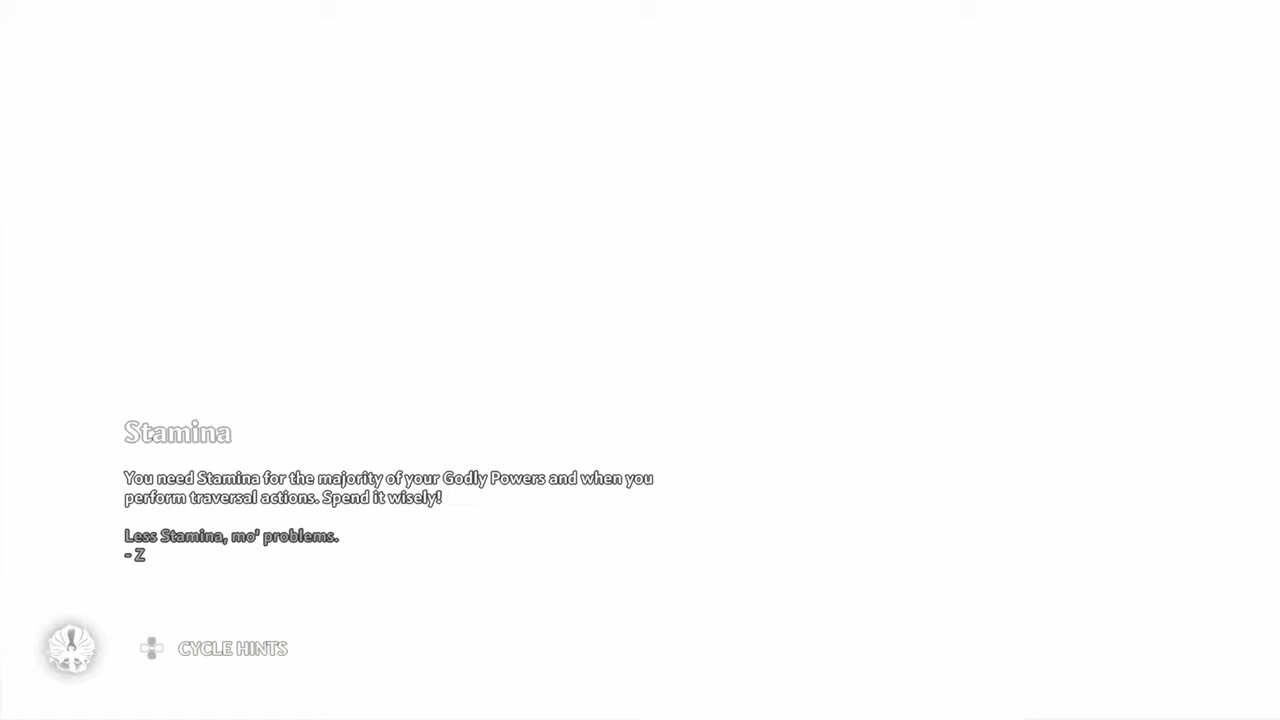 Stamina
You need Stamina for the majority of your Godly Powers and when you
perform traversal actions. Spend it wisely!
Less Stamina, mo' problems.
- Z
CYCLE HINTS